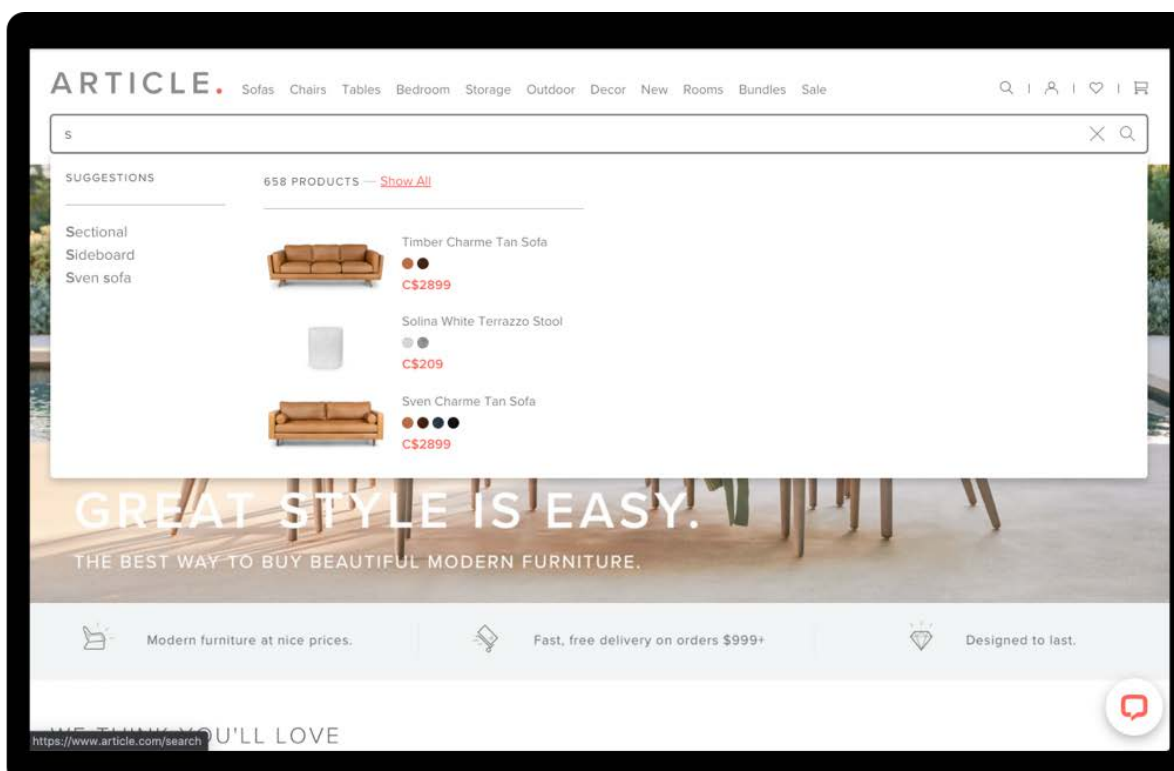 ARTICLE.
Sofas Chairs Tables Bedroom Storage Outdoor Decor New Rooms Bundles Sale
s
SUGGESTIONS
Sectional
Sideboard
Sven sofa
658 PRODUCTS — Show All
Timber Charme Tan Sofa
C$2899
Solina White Terrazzo Stool
C$209
Sven Charme Tan Sofa
C$2899
GREAT STYLE IS EASY.
THE BEST WAY TO BUY BEAUTIFUL MODERN FURNITURE.
Modern furniture at nice prices.
Fast, free delivery on orders $999+
Designed to last.
WE THINK YOU'LL LOVE
https://www.article.com/search